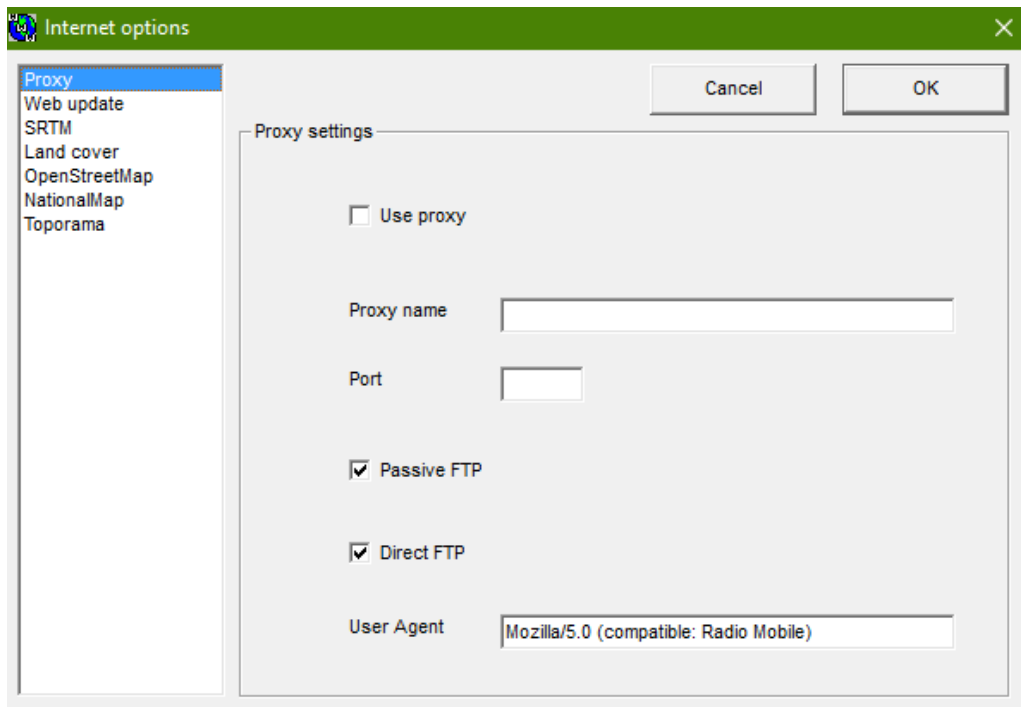 Internet options
Proxy
Web update
SRTM
Land cover
OpenStreetMap
NationalMap
Toporama
Cancel
OK
Proxy settings
Use proxy
Proxy name
Port
Passive FTP
Direct FTP
User Agent
Mozilla/5.0 (compatible: Radio Mobile)